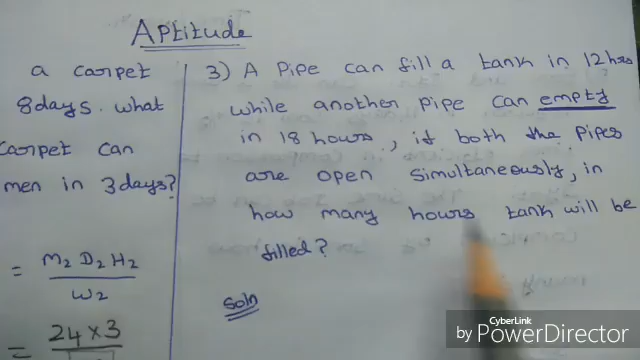 Aptitude
a carpet
8days. what
carpet can
men in 3days?
= M2 D2 H2
W2
= 24 x 3
3) A Pipe can fill a tank in 12hrs
while another pipe can empty
in 18 hours, if both the pipes
are open simultaneously, in
how many hours tank will be
filled?
Soln
CyberLink
by PowerDirector